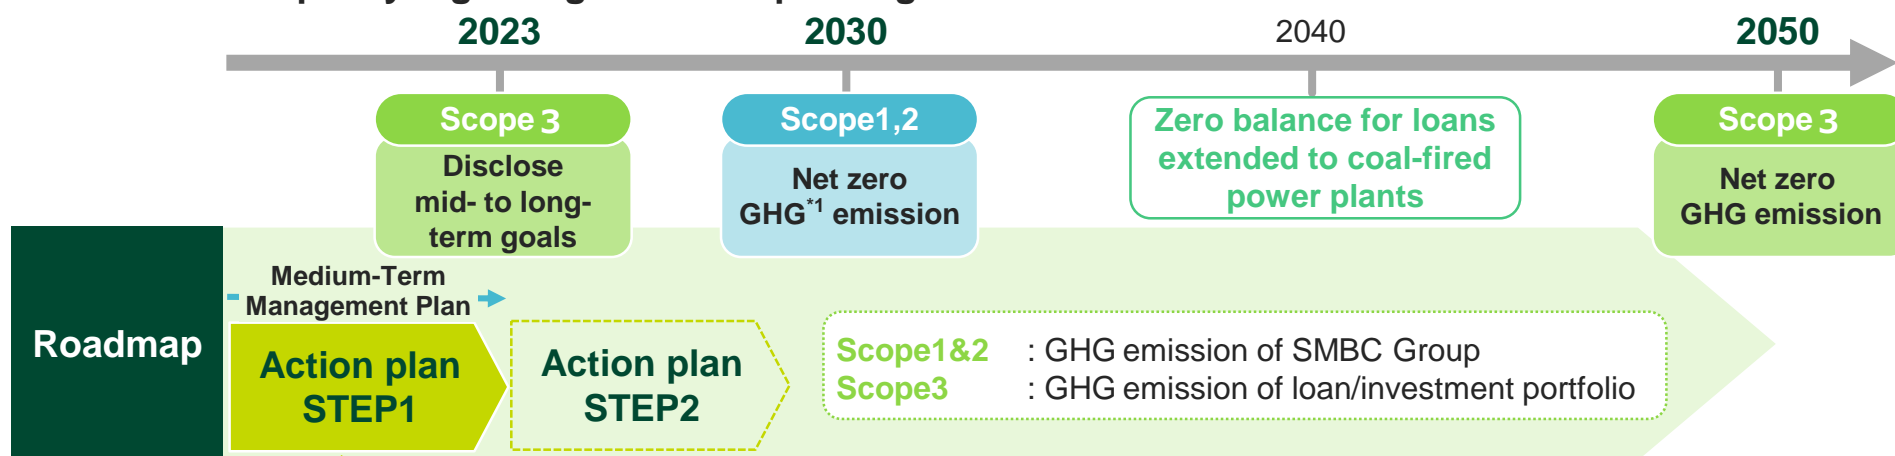 2023
2030
2040
2050
Scope 3
Disclose
mid- to long-
term goals
Scope1,2
Net zero
GHG*1 emission
Zero balance for loans
extended to coal-fired
power plants
Scope 3
Net zero
GHG emission
Roadmap
Medium-Term
Management Plan
Action plan
STEP1
Action plan
STEP2
Scope1&2 : GHG emission of SMBC Group
Scope3 : GHG emission of loan/investment portfolio